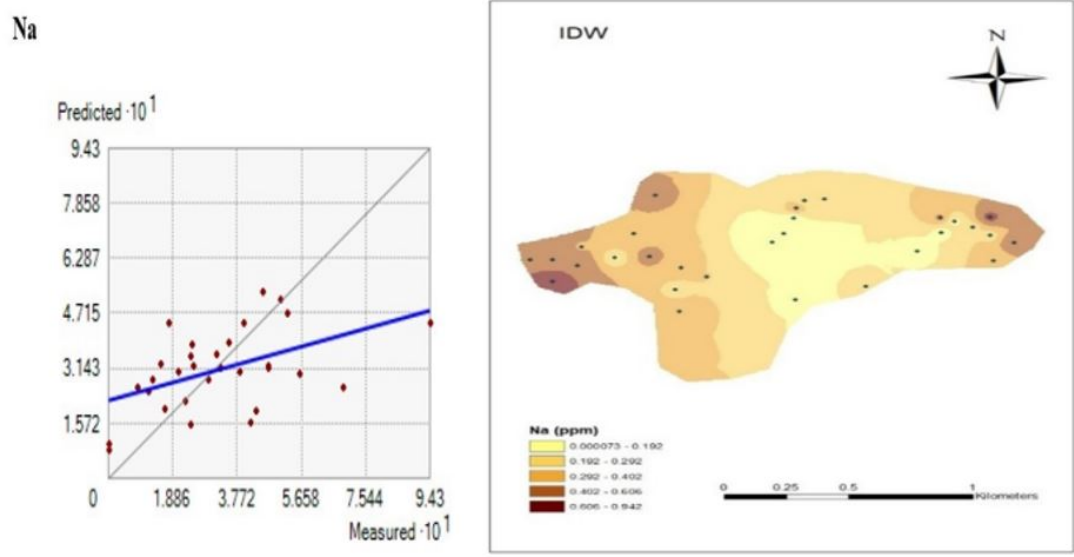 Na
Predicted ·10 1
9.43
7.858
6.287
4.715
3.143
1.572
0 1.886 3.772 5.658 7.544 9.43
Measured ·10 1
IDW
N
Na (ppm)
0.000073 - 0.192
0.192 - 0.292
0.292 - 0.402
0.402 - 0.606
0.606 - 0.942
0 0.25 0.5 1
Kilometers